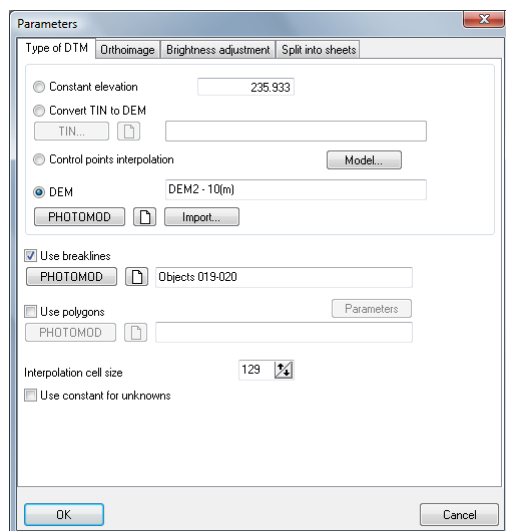 Parameters
Type of DTM Orthoimage Brightness adjustment Split into sheets
Constant elevation 235.933
Convert TIN to DEM
TIN...
Control points interpolation Model...
DEM DEM2 - 10(m)
PHOTOMOD Import...
Use breaklines
PHOTOMOD Objects 019-020
Use polygons Parameters
PHOTOMOD
Interpolation cell size 129
Use constant for unknowns
OK Cancel